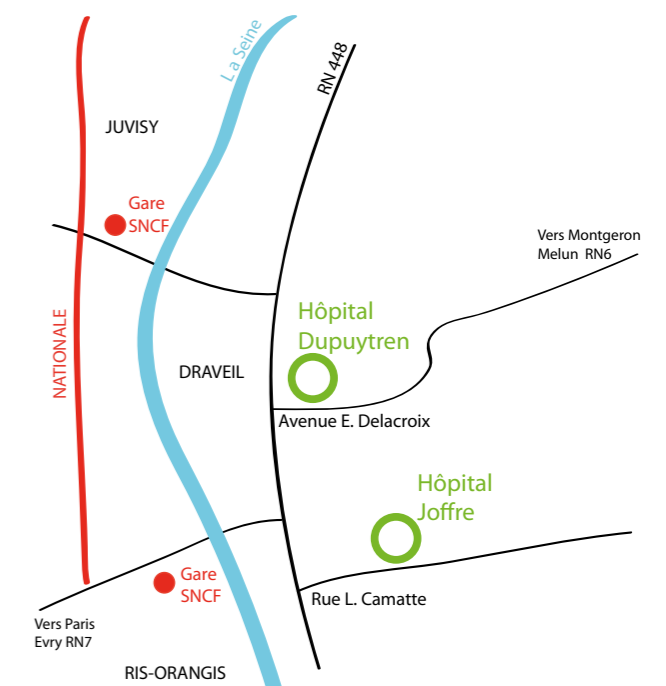 La Seine
RN 448
JUVISY
Gare
SNCF
Vers Montgeron
Melun RN6
Hôpital
Dupuytren
NATIONALE
DRAVEIL
Avenue E. Delacroix
Hôpital
Joffre
Gare
SNCF
Rue L. Camatte
Vers Paris
Evry RN7
RIS-ORANGIS